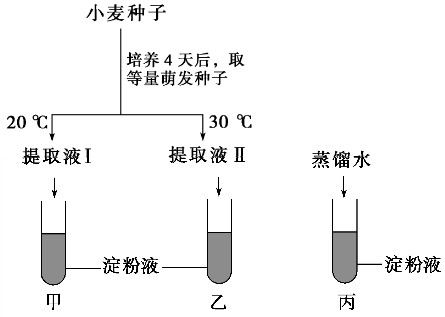 小麦种子
培养4天后，取
等量萌发种子
20 ℃
30 ℃
提取液Ⅰ
提取液Ⅱ
蒸馏水
淀粉液
淀粉液
甲
乙
丙